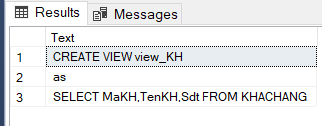 Results Messages
Text
1 CREATE VIEW view_KH
2 as
3 SELECT MaKH,TenKH,Sdt FROM KHACHANG